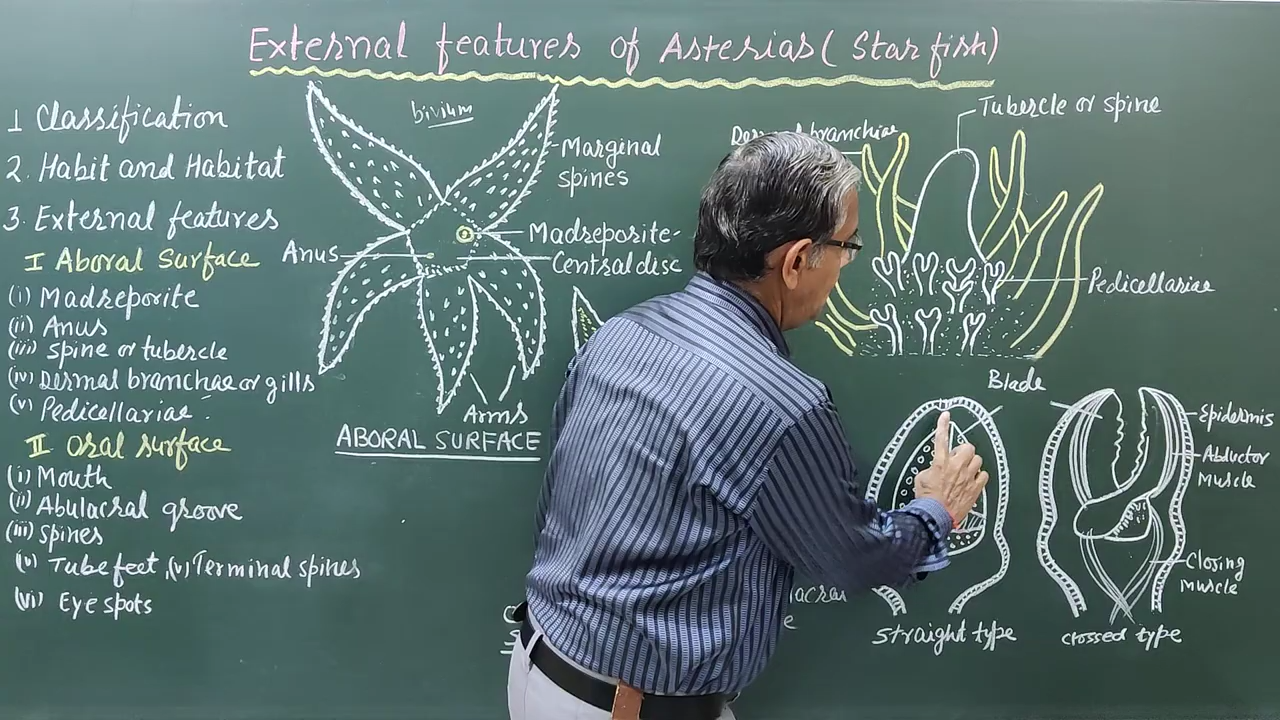 External features of Asterias (Starfish)
1 Classification
2. Habit and Habitat
3. External features
I Aboral Surface
(i) Madreporite
(ii) Anus
(iii) Spine or tubercle
(iv) Dermal branchae or gills
(v) Pedicellariae
II Oral surface
(i) Mouth
(ii) Abulacral groove
(iii) Spines
(iv) Tube feet, (v) Terminal spines
(vi) Eye spots
bivium
Marginal
spines
Madreposite
Central disc
Anus
Arms
ABORAL SURFACE
branchiae
Tubercle or spine
Pedicellariae
Blade
Epidermis
Abductor
Muscle
Closing
Muscle
straight type
crossed type